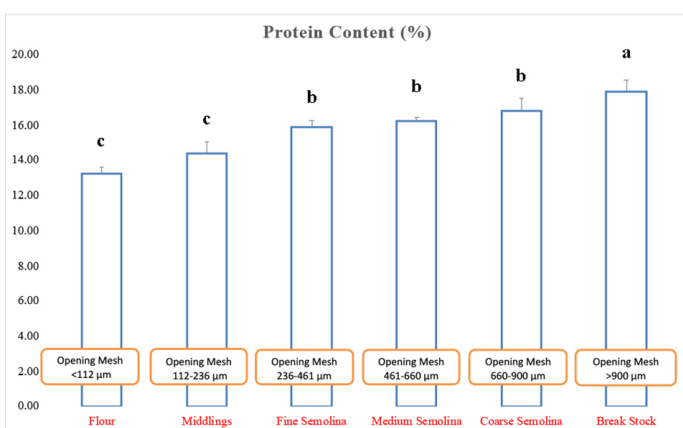 Protein Content (%)
20.00
18.00
16.00
14.00
12.00
10.00
8.00
6.00
4.00
2.00
0.00
c
c
b
b
b
a
Opening Mesh
<112 μm
Opening Mesh
112-236 μm
Opening Mesh
236-461 μm
Opening Mesh
461-660 μm
Opening Mesh
660-900 μm
Opening Mesh
>900 μm
Flour
Middlings
Fine Semolina
Medium Semolina
Coarse Semolina
Break Stock